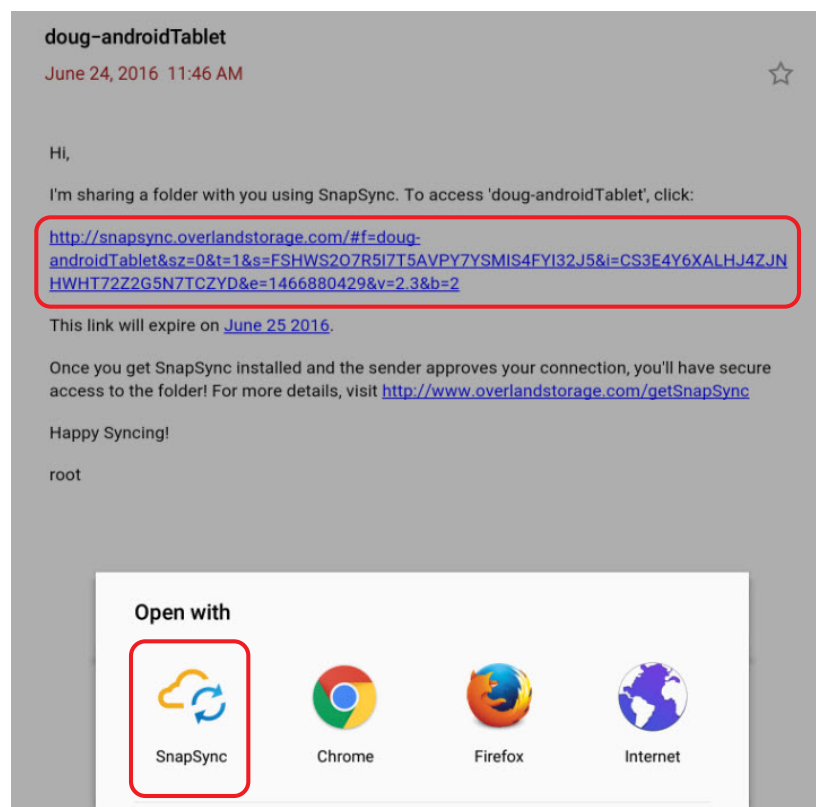 doug-androidTablet
June 24, 2016 11:46 AM
Hi,
I'm sharing a folder with you using SnapSync. To access 'doug-androidTablet', click:
http://snapsync.overlandstorage.com/#f=doug-
androidTablet&sz=0&t=1&s=FSHWS2O7R5I7T5AVPY7YSMIS4FYI32J5&i=CS3E4Y6XALHJ4ZJN
HWHT72Z2G5N7TCZYD&e=1466880429&v=2.3&b=2
This link will expire on June 25 2016.
Once you get SnapSync installed and the sender approves your connection, you'll have secure
access to the folder! For more details, visit http://www.overlandstorage.com/getSnapSync
Happy Syncing!
root
Open with
SnapSync Chrome Firefox Internet